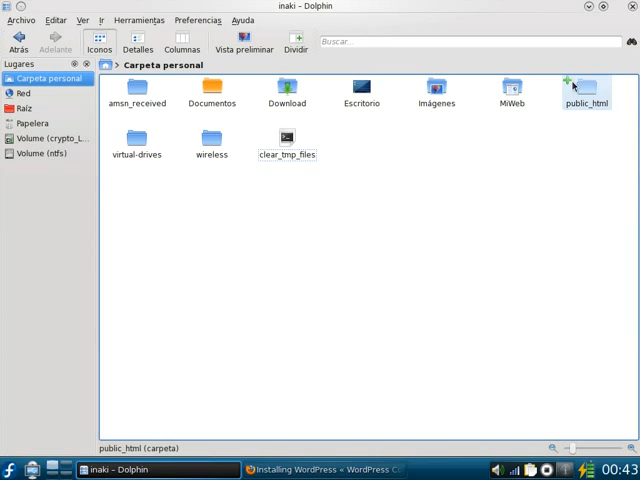 inaki – Dolphin
Archivo Editar Ver Ir Herramientas Preferencias Ayuda
Atrás Adelante Iconos Detalles Columnas Vista preliminar Dividir Buscar...
Lugares
Carpeta personal
Carpeta personal
Red
Raíz
Papelera
Volume (crypto_L...
Volume (ntfs)
amsn_received Documentos Download Escritorio Imágenes MiWeb public_html
virtual-drives wireless clear_tmp_files
public_html (carpeta)
inaki – Dolphin
Installing WordPress « WordPress Co
00:43